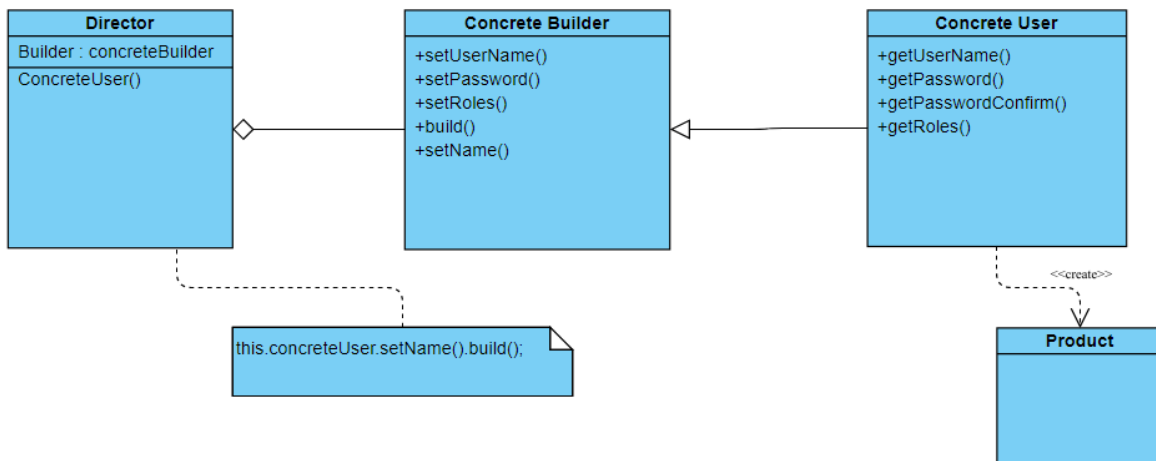 Director
Builder : concreteBuilder
ConcreteUser()
Concrete Builder
+setUserName()
+setPassword()
+setRoles()
+build()
+setName()
Concrete User
+getUserName()
+getPassword()
+getPasswordConfirm()
+getRoles()
<<create>>
this.concreteUser.setName().build();
Product